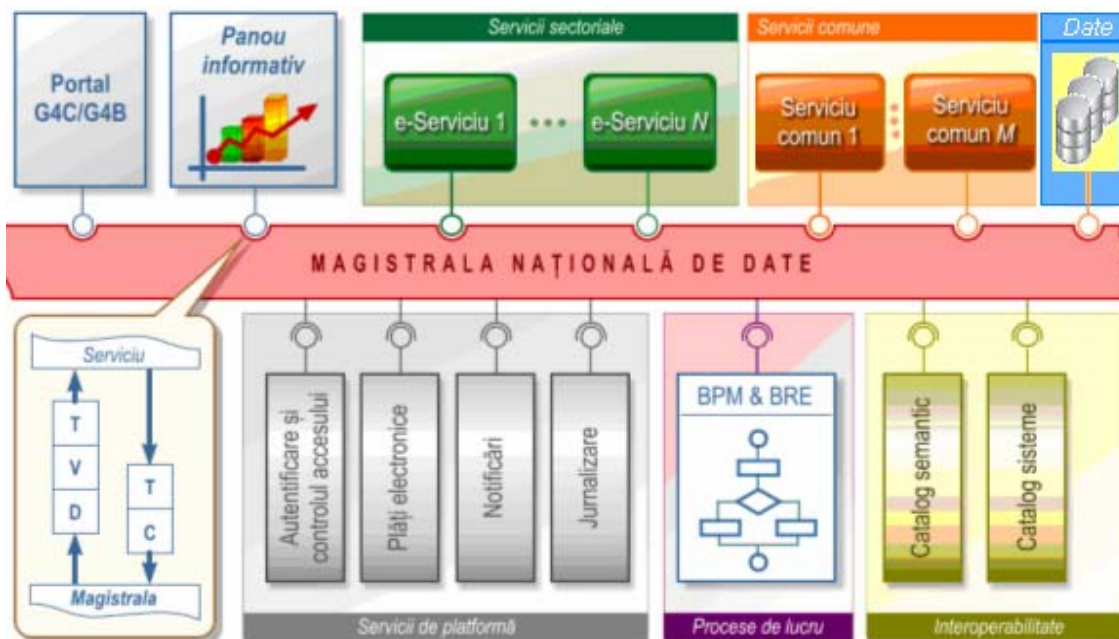 Portal
G4C/G4B
Panou
informativ
Servicii sectoriale
e-Serviciu 1
e-Serviciu N
Servicii comune
Serviciu
comun 1
Serviciu
comun M
Date
MAGISTRALA NAȚIONALĂ DE DATE
Serviciu
T
V
D
T
C
Magistrala
Autentificare și
controlul accesului
Plăți electronice
Notificări
Jurnalizare
Servicii de platformă
BPM & BRE
Procese de lucru
Catalog semantic
Catalog sisteme
Interoperabilitate